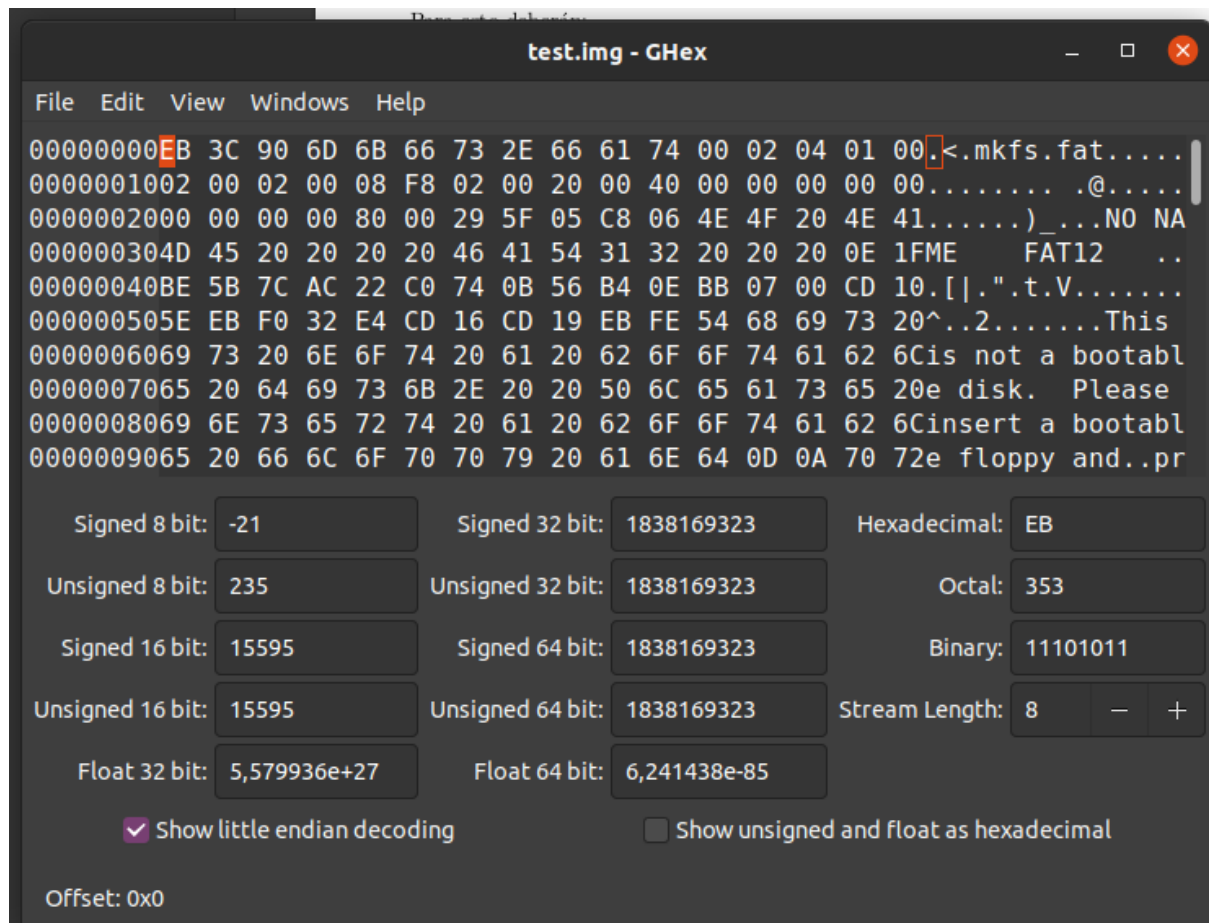 test.img - GHex
File Edit View Windows Help
00000000EB 3C 90 6D 6B 66 73 2E 66 61 74 00 02 04 01 00.<.mkfs.fat.....
0000001002 00 02 00 08 F8 02 00 20 00 40 00 00 00 00 00........ .@.....
0000002000 00 00 00 80 00 29 5F 05 C8 06 4E 4F 20 4E 41......)_...NO NA
000000304D 45 20 20 20 20 46 41 54 31 32 20 20 20 0E 1FME    FAT12   ..
00000040BE 5B 7C AC 22 C0 74 0B 56 B4 0E BB 07 00 CD 10.[|.".t.V.......
000000505E EB F0 32 E4 CD 16 CD 19 EB FE 54 68 69 73 20^..2.......This
0000006069 73 20 6E 6F 74 20 61 20 62 6F 6F 74 61 62 6Cis not a bootabl
0000007065 20 64 69 73 6B 2E 20 20 50 6C 65 61 73 65 20e disk.  Please
0000008069 6E 73 65 72 74 20 61 20 62 6F 6F 74 61 62 6Cinsert a bootabl
0000009065 20 66 6C 6F 70 70 79 20 61 6E 64 0D 0A 70 72e floppy and..pr
Signed 8 bit: -21 Signed 32 bit: 1838169323 Hexadecimal: EB
Unsigned 8 bit: 235 Unsigned 32 bit: 1838169323 Octal: 353
Signed 16 bit: 15595 Signed 64 bit: 1838169323 Binary: 11101011
Unsigned 16 bit: 15595 Unsigned 64 bit: 1838169323 Stream Length: 8 − +
Float 32 bit: 5,579936e+27 Float 64 bit: 6,241438e-85
Show little endian decoding Show unsigned and float as hexadecimal
Offset: 0x0